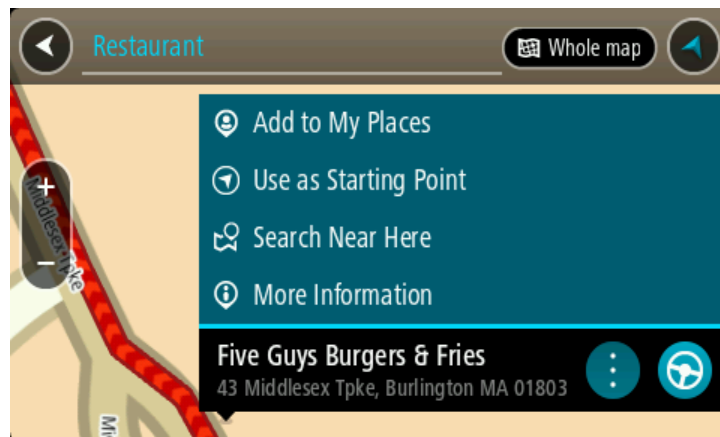 Restaurant
Whole map
Add to My Places
Use as Starting Point
Search Near Here
More Information
+
Middlesex Tpke
–
Five Guys Burgers & Fries
43 Middlesex Tpke, Burlington MA 01803
Mi